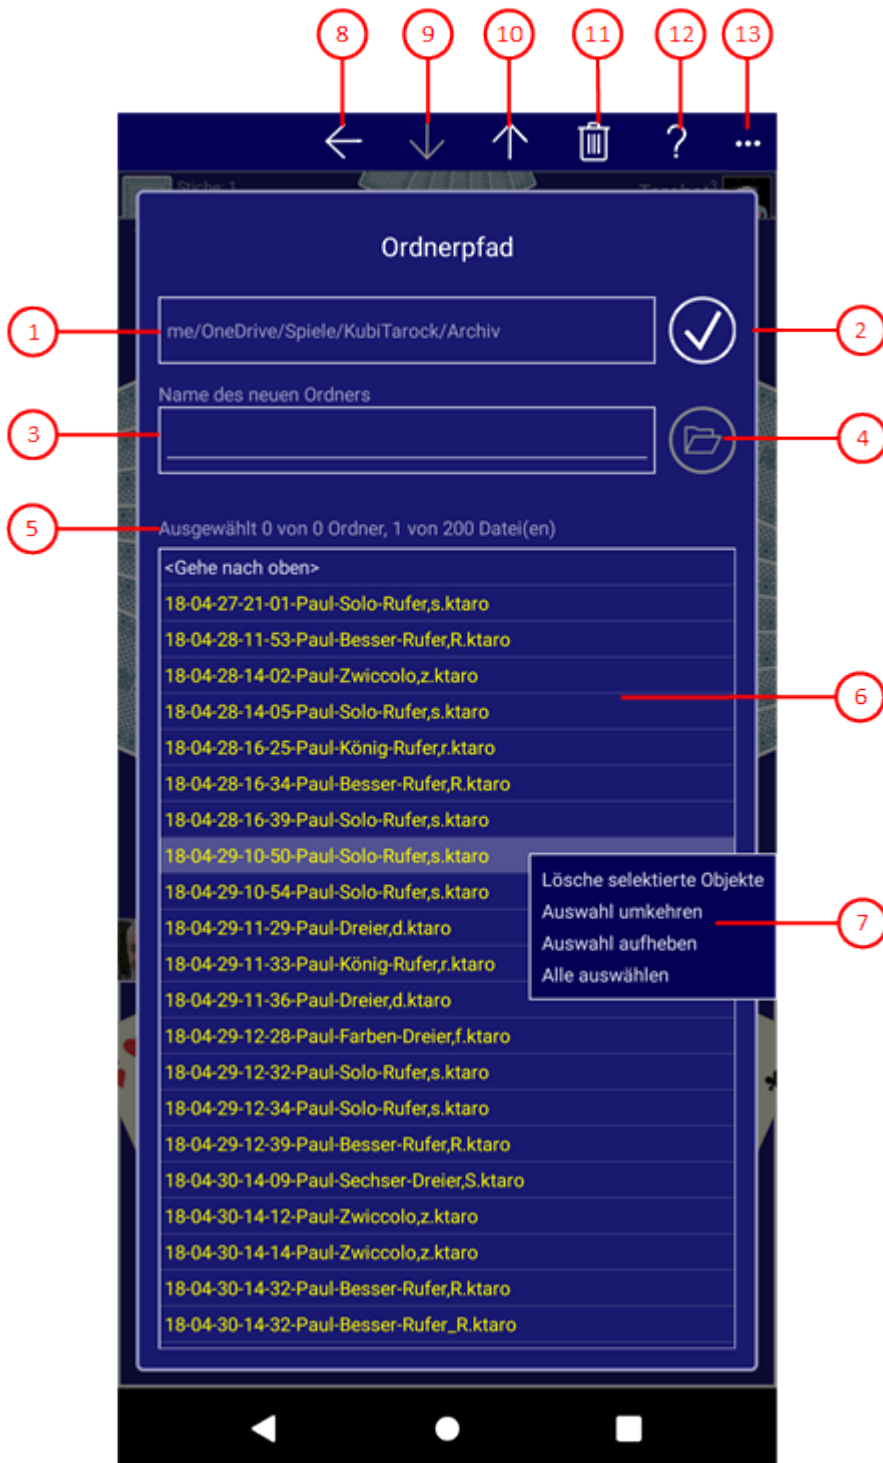 8 9 10 11 12 13
Stiche: 1
Ordnerpfad
1
me/OneDrive/Spiele/KubiTarock/Archiv
2
Name des neuen Ordners
3
4
5
Ausgewählt 0 von 0 Ordner, 1 von 200 Datei(en)
<Gehe nach oben>
18-04-27-21-01-Paul-Solo-Rufer,s.ktaro
18-04-28-11-53-Paul-Besser-Rufer,R.ktaro
18-04-28-14-02-Paul-Zwiccolo,z.ktaro
6
18-04-28-14-05-Paul-Solo-Rufer,s.ktaro
18-04-28-16-25-Paul-König-Rufer,r.ktaro
18-04-28-16-34-Paul-Besser-Rufer,R.ktaro
18-04-28-16-39-Paul-Solo-Rufer,s.ktaro
18-04-29-10-50-Paul-Solo-Rufer,s.ktaro
18-04-29-10-54-Paul-Solo-Rufer,s.ktaro
18-04-29-11-29-Paul-Dreier,d.ktaro
18-04-29-11-33-Paul-König-Rufer,r.ktaro
18-04-29-11-36-Paul-Dreier,d.ktaro
18-04-29-12-28-Paul-Farben-Dreier,f.ktaro
18-04-29-12-32-Paul-Solo-Rufer,s.ktaro
18-04-29-12-34-Paul-Solo-Rufer,s.ktaro
18-04-29-12-39-Paul-Besser-Rufer,R.ktaro
18-04-30-14-09-Paul-Sechser-Dreier,S.ktaro
18-04-30-14-12-Paul-Zwiccolo,z.ktaro
18-04-30-14-14-Paul-Zwiccolo,z.ktaro
18-04-30-14-32-Paul-Besser-Rufer,R.ktaro
18-04-30-14-32-Paul-Besser-Rufer_R.ktaro
Lösche selektierte Objekte
Auswahl umkehren
7
Auswahl aufheben
Alle auswählen